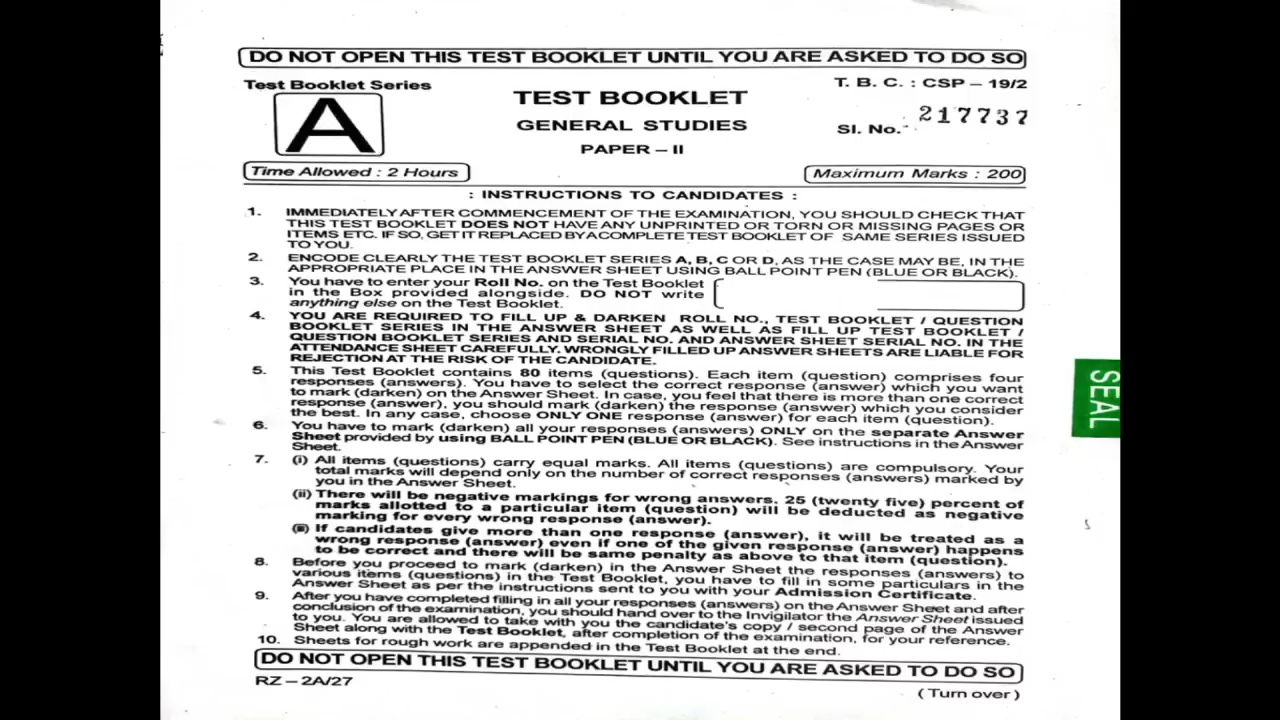 DO NOT OPEN THIS TEST BOOKLET UNTIL YOU ARE ASKED TO DO SO
Test Booklet Series
T. B. C. : CSP – 19/2
A
TEST BOOKLET
GENERAL STUDIES
PAPER – II
Sl. No. 217737
Time Allowed : 2 Hours
Maximum Marks : 200
: INSTRUCTIONS TO CANDIDATES :
1. IMMEDIATELY AFTER COMMENCEMENT OF THE EXAMINATION, YOU SHOULD CHECK THAT
THIS TEST BOOKLET DOES NOT HAVE ANY UNPRINTED OR TORN OR MISSING PAGES OR
ITEMS ETC. IF SO, GET IT REPLACED BY A COMPLETE TEST BOOKLET OF SAME SERIES ISSUED
TO YOU.
2. ENCODE CLEARLY THE TEST BOOKLET SERIES A, B, C OR D, AS THE CASE MAY BE, IN THE
APPROPRIATE PLACE IN THE ANSWER SHEET USING BALL POINT PEN (BLUE OR BLACK).
3. You have to enter your Roll No. on the Test Booklet
in the Box provided alongside. DO NOT write
anything else on the Test Booklet.
4. YOU ARE REQUIRED TO FILL UP & DARKEN ROLL NO., TEST BOOKLET / QUESTION
BOOKLET SERIES IN THE ANSWER SHEET AS WELL AS FILL UP TEST BOOKLET /
QUESTION BOOKLET SERIES AND SERIAL NO. AND ANSWER SHEET SERIAL NO. IN THE
ATTENDANCE SHEET CAREFULLY. WRONGLY FILLED UP ANSWER SHEETS ARE LIABLE FOR
REJECTION AT THE RISK OF THE CANDIDATE.
5. This Test Booklet contains 80 items (questions). Each item (question) comprises four
responses (answers). You have to select the correct response (answer) which you want
to mark (darken) on the Answer Sheet. In case, you feel that there is more than one correct
response (answer), you should mark (darken) the response (answer) which you consider
the best. In any case, choose ONLY ONE response (answer) for each item (question).
6. You have to mark (darken) all your responses (answers) ONLY on the separate Answer
Sheet provided by using BALL POINT PEN (BLUE OR BLACK). See instructions in the Answer
Sheet.
7. (i) All items (questions) carry equal marks. All items (questions) are compulsory. Your
total marks will depend only on the number of correct responses (answers) marked by
you in the Answer Sheet.
(ii) There will be negative markings for wrong answers. 25 (twenty five) percent of
marks allotted to a particular item (question) will be deducted as negative
marking for every wrong response (answer).
(iii) If candidates give more than one response (answer), it will be treated as a
wrong response (answer) even if one of the given response (answer) happens
to be correct and there will be same penalty as above to that item (question).
8. Before you proceed to mark (darken) in the Answer Sheet the responses (answers) to
various items (questions) in the Test Booklet, you have to fill in some particulars in the
Answer Sheet as per the instructions sent to you with your Admission Certificate.
9. After you have completed filling in all your responses (answers) on the Answer Sheet and after
conclusion of the examination, you should hand over to the Invigilator the Answer Sheet issued
to you. You are allowed to take with you the candidate's copy / second page of the Answer
Sheet along with the Test Booklet, after completion of the examination, for your reference.
10. Sheets for rough work are appended in the Test Booklet at the end.
DO NOT OPEN THIS TEST BOOKLET UNTIL YOU ARE ASKED TO DO SO
RZ – 2A/27
( Turn over )
SEAL